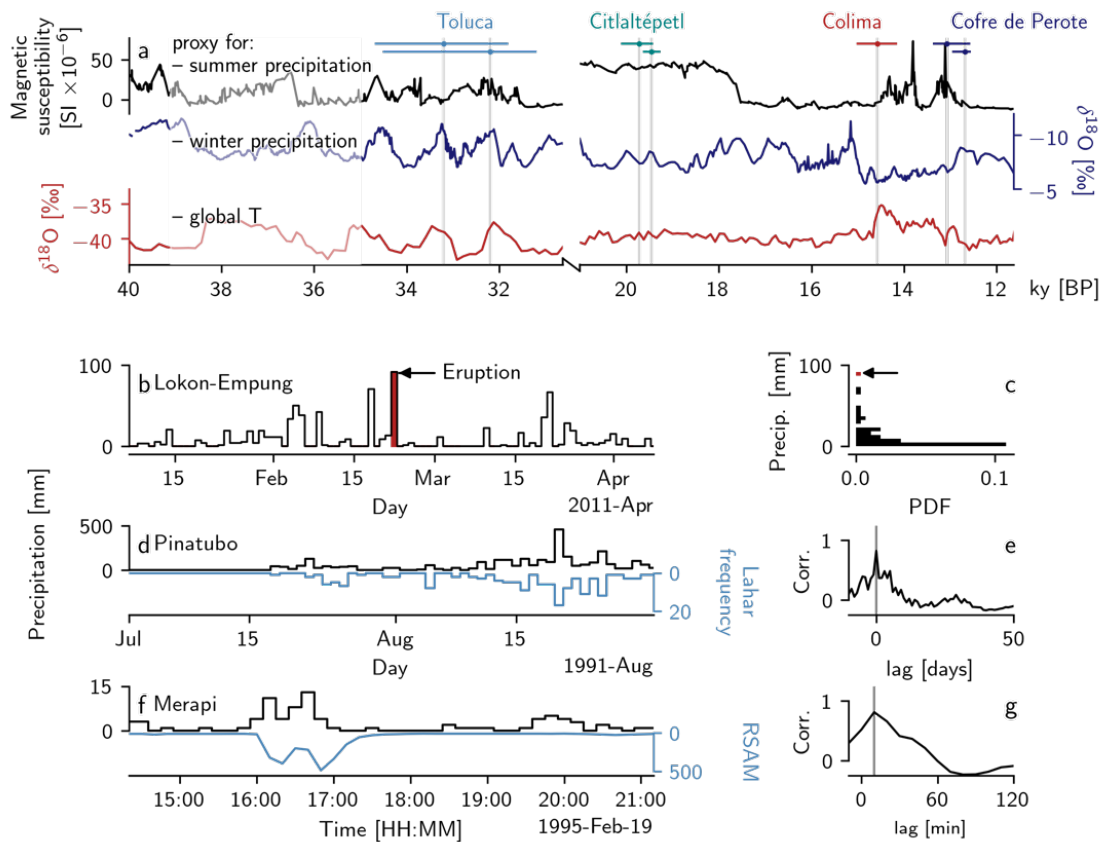 Toluca Citlaltépetl Colima Cofre de Perote
Magnetic
susceptibility
[SI ×10−6]
50
0
a proxy for:
– summer precipitation
– winter precipitation
– global T
−10
−5
δ18O
[‰]
−35
−40
δ18O [‰]
40 38 36 34 32 20 18 16 14 12 ky [BP]
Precipitation [mm]
100
0
b Lokon-Empung
Eruption
15 Feb 15 Mar 15 Apr
Day 2011-Apr
Precip. [mm]
100
0
c
0.0 0.1
PDF
500
0
d Pinatubo
0
20
Lahar
frequency
Jul 15 Aug 15
Day 1991-Aug
Corr.
1
0
e
0 50
lag [days]
15
0
f Merapi
0
500
RSAM
15:00 16:00 17:00 18:00 19:00 20:00 21:00
Time [HH:MM] 1995-Feb-19
Corr.
1
0
g
0 60 120
lag [min]